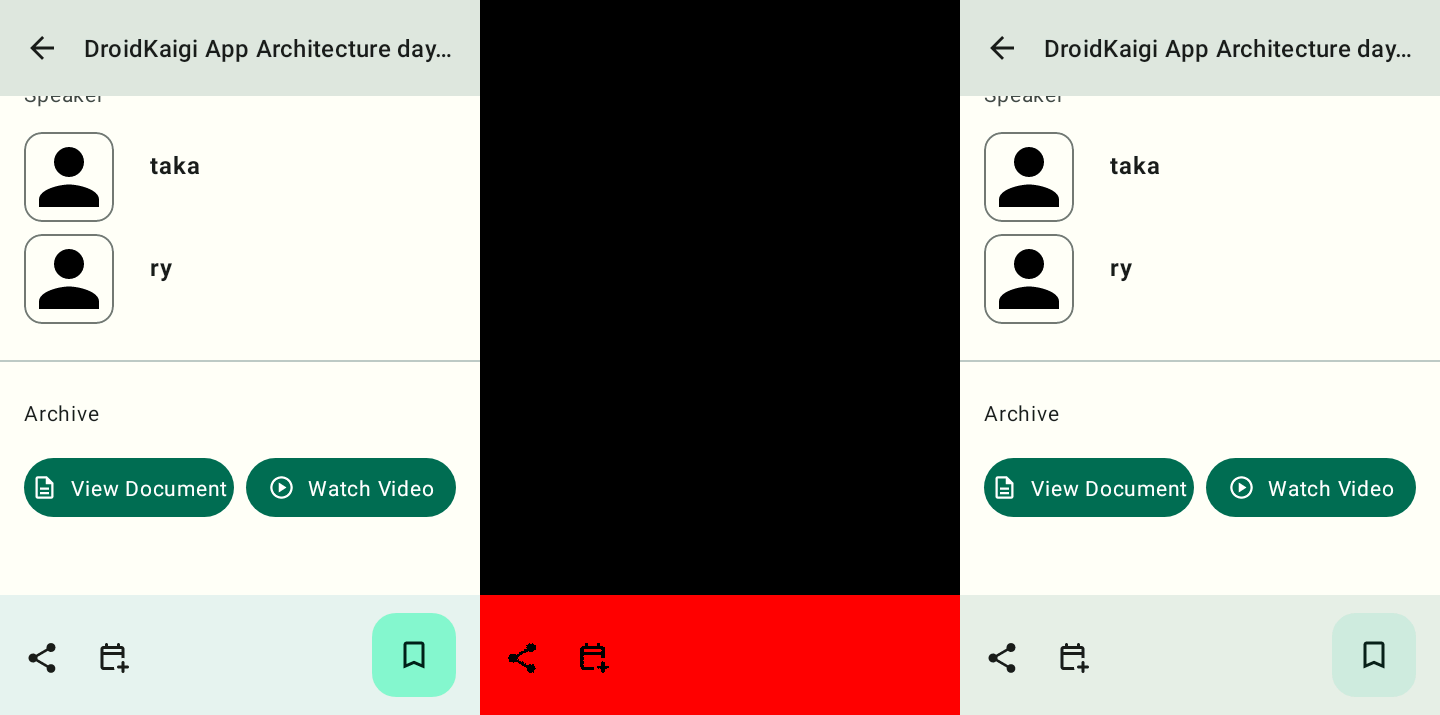 DroidKaigi App Architecture day…
Speaker
taka
ry
Archive
View Document
Watch Video
DroidKaigi App Architecture day…
Speaker
taka
ry
Archive
View Document
Watch Video